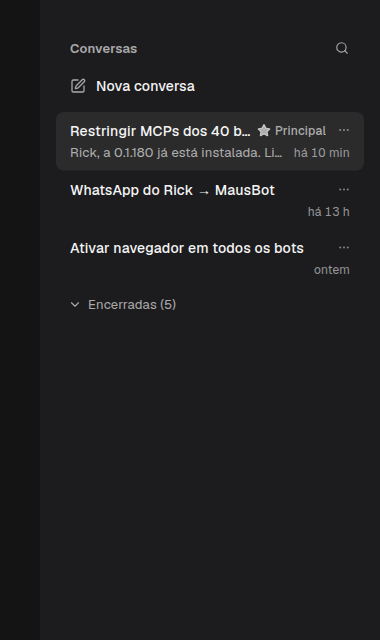 Conversas
Nova conversa
Restringir MCPs dos 40 b... Principal ...
Rick, a 0.1.180 já está instalada. Li... há 10 min
WhatsApp do Rick → MausBot ...
há 13 h
Ativar navegador em todos os bots ...
ontem
Encerradas (5)